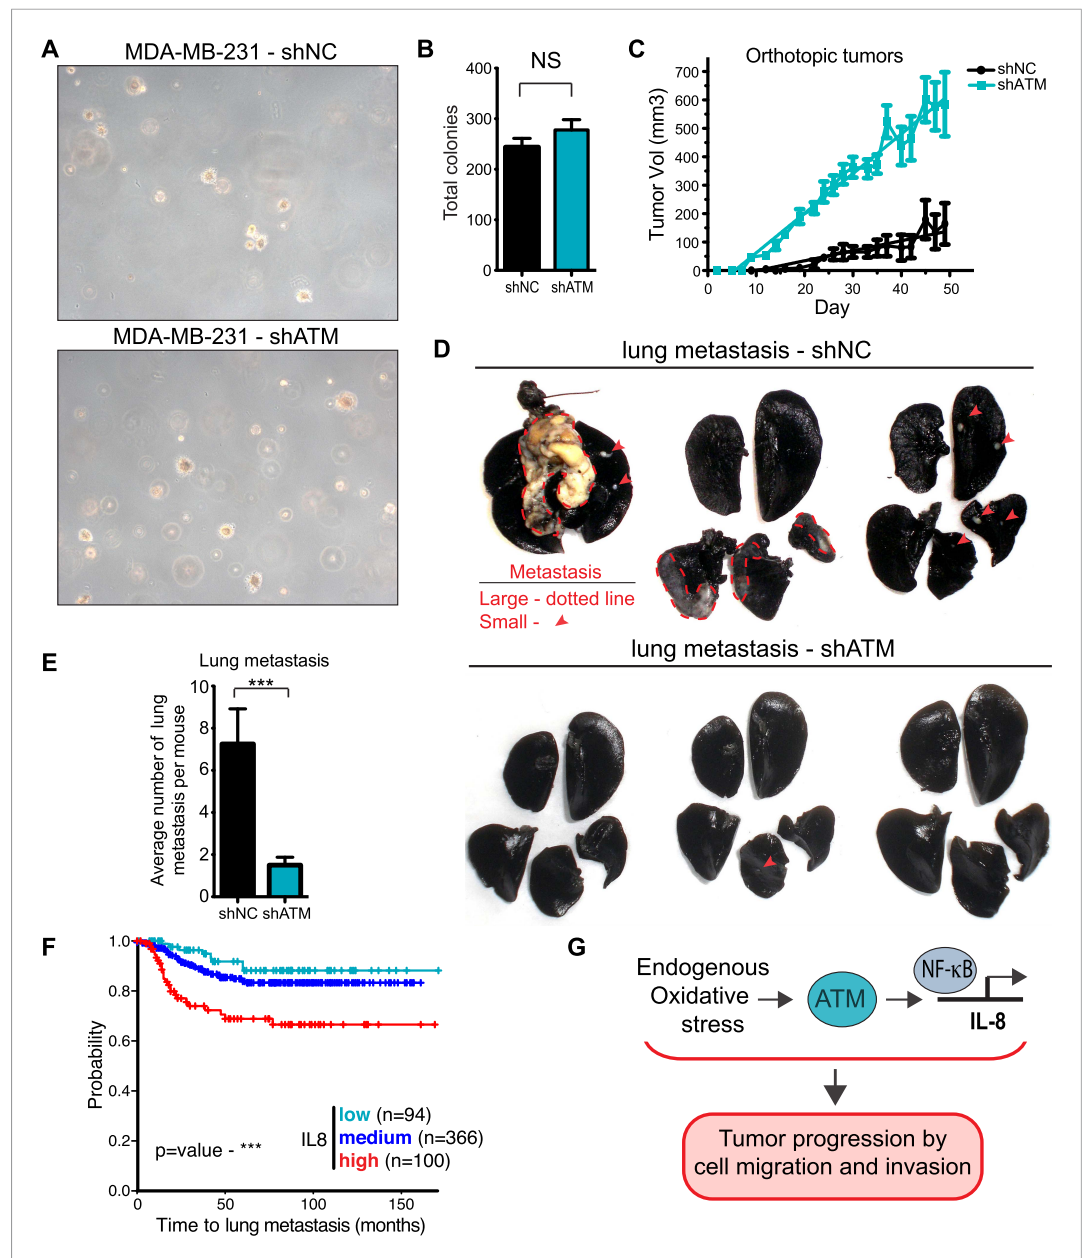 A
MDA-MB-231 - shNC
MDA-MB-231 - shATM
B
NS
Total colonies
400
300
200
100
0
shNC shATM
C
Orthotopic tumors
shNC
shATM
Tumor Vol (mm3)
700
600
500
400
300
200
100
0
0 10 20 30 40 50
Day
D
lung metastasis - shNC
Metastasis
Large - dotted line
Small -
lung metastasis - shATM
E
Lung metastasis
***
Average number of lung
metastasis per mouse
10
8
6
4
2
0
shNC shATM
F
Probability
1.0
0.8
0.6
0.4
0.2
0.0
p=value - ***
IL8
low (n=94)
medium (n=366)
high (n=100)
0 50 100 150
Time to lung metastasis (months)
G
Endogenous
Oxidative
stress
ATM
NF-κB
IL-8
Tumor progression by
cell migration and invasion